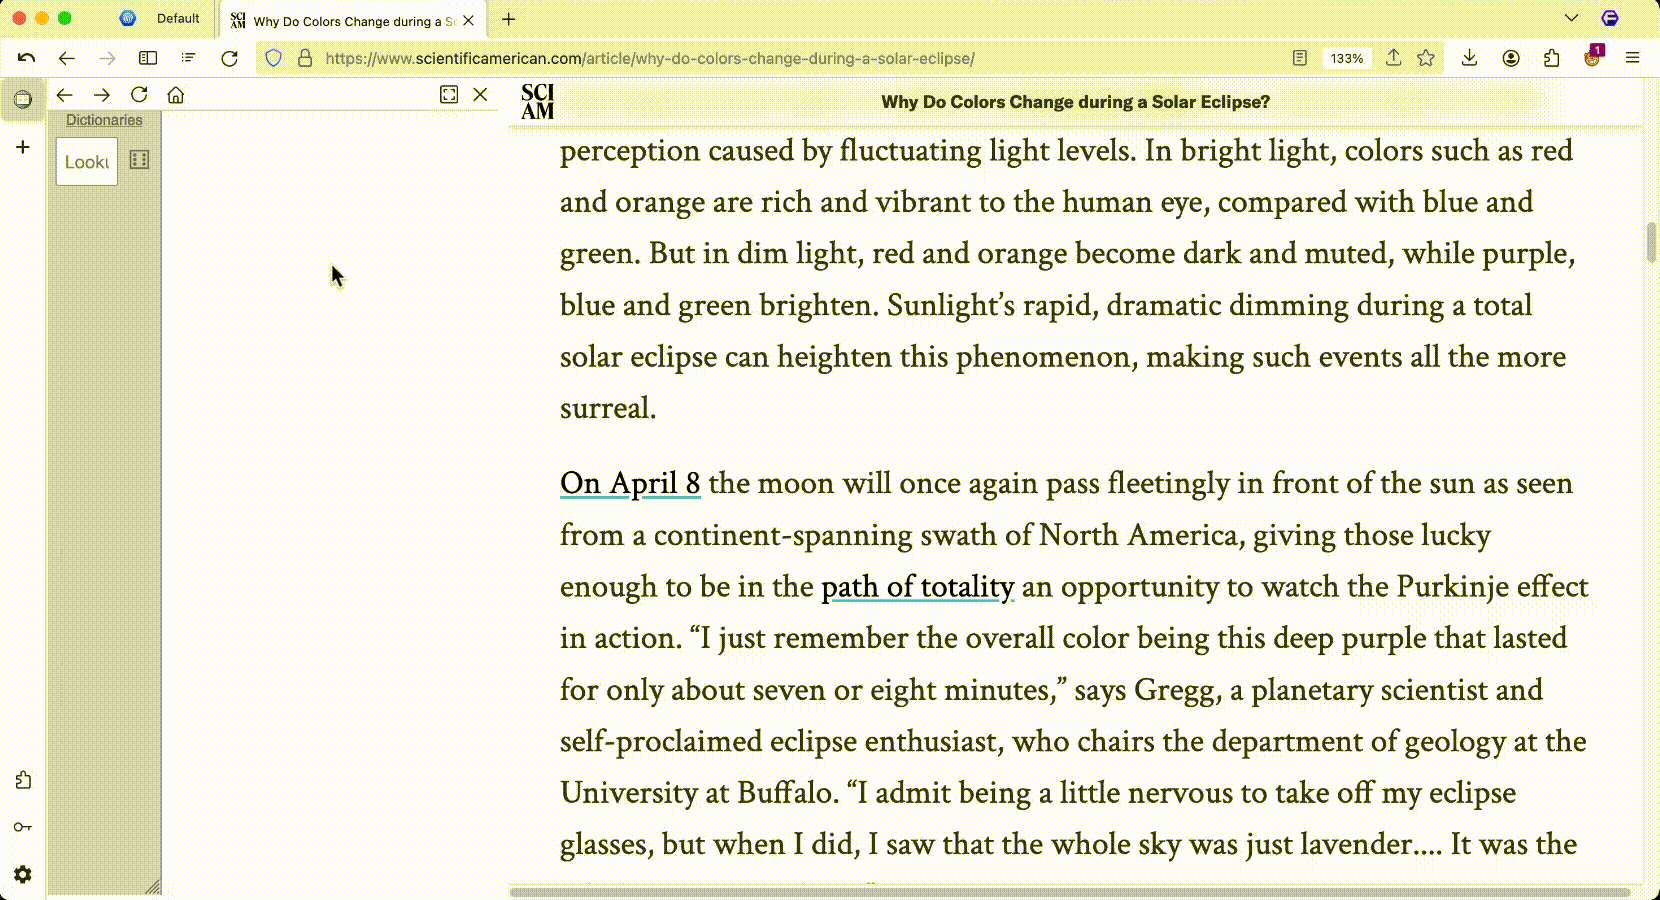 Default
SCI
AM
Why Do Colors Change during a S
https://www.scientificamerican.com/article/why-do-colors-change-during-a-solar-eclipse/
133%
1
Dictionaries
Looku
SCI
AM
Why Do Colors Change during a Solar Eclipse?
perception caused by fluctuating light levels. In bright light, colors such as red
and orange are rich and vibrant to the human eye, compared with blue and
green. But in dim light, red and orange become dark and muted, while purple,
blue and green brighten. Sunlight’s rapid, dramatic dimming during a total
solar eclipse can heighten this phenomenon, making such events all the more
surreal.
On April 8 the moon will once again pass fleetingly in front of the sun as seen
from a continent-spanning swath of North America, giving those lucky
enough to be in the path of totality an opportunity to watch the Purkinje effect
in action. “I just remember the overall color being this deep purple that lasted
for only about seven or eight minutes,” says Gregg, a planetary scientist and
self-proclaimed eclipse enthusiast, who chairs the department of geology at the
University at Buffalo. “I admit being a little nervous to take off my eclipse
glasses, but when I did, I saw that the whole sky was just lavender.... It was the